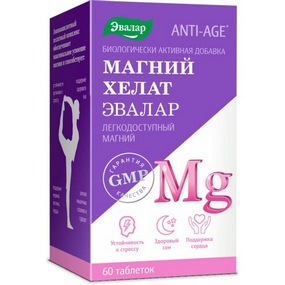 Эвалар
ANTI-AGE®
БИОЛОГИЧЕСКИ АКТИВНАЯ ДОБАВКА
МАГНИЙ
ХЕЛАТ
ЭВАЛАР
ЛЕГКОДОСТУПНЫЙ
МАГНИЙ
ГАРАНТИЯ
GMP
КАЧЕСТВА
Mg
Устойчивость
к стрессу
Здоровый
сон
Поддержка
сердца
60 таблеток